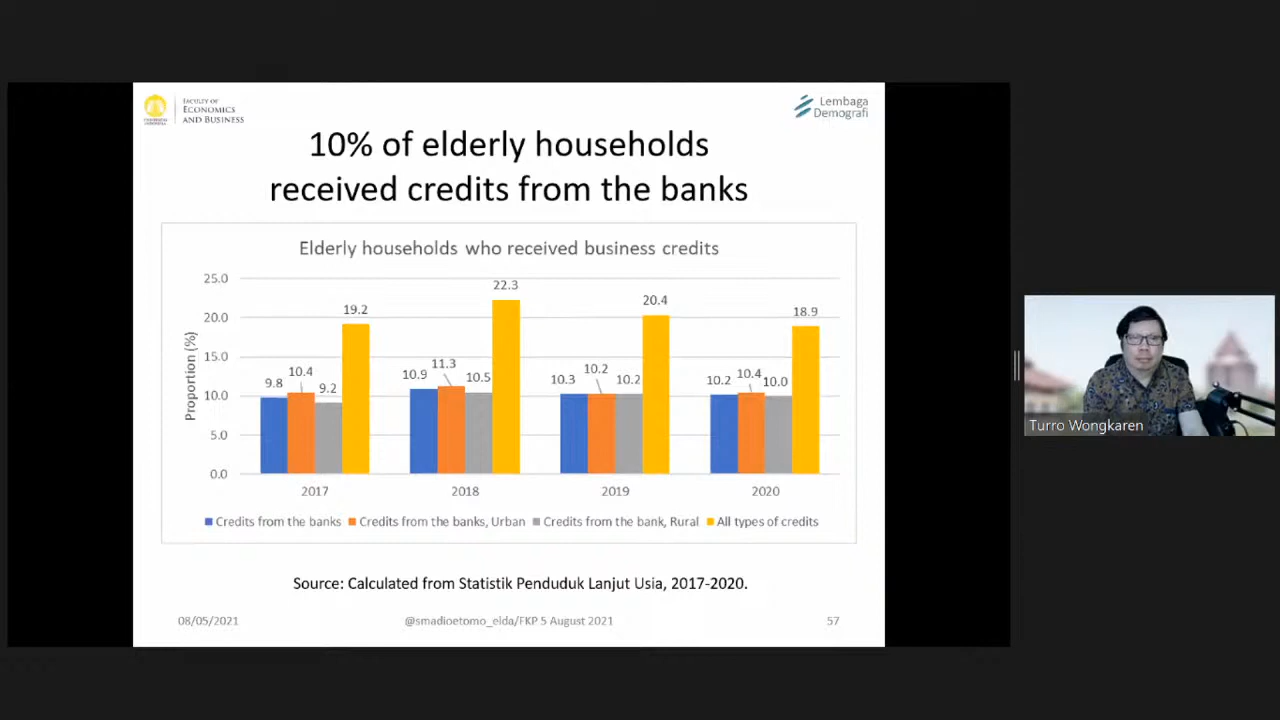 FACULTY OF
ECONOMICS
AND BUSINESS
Lembaga
Demografi
10% of elderly households
received credits from the banks
Elderly households who received business credits
Proportion (%)
25.0
20.0
15.0
10.0
5.0
0.0
9.8
10.4
9.2
19.2
10.9
11.3
10.5
22.3
10.3
10.2
10.2
20.4
10.2
10.4
10.0
18.9
2017
2018
2019
2020
Credits from the banks
Credits from the banks, Urban
Credits from the bank, Rural
All types of credits
Source: Calculated from Statistik Penduduk Lanjut Usia, 2017-2020.
08/05/2021
@smadioetomo_elda/FKP 5 August 2021
57
Turro Wongkaren